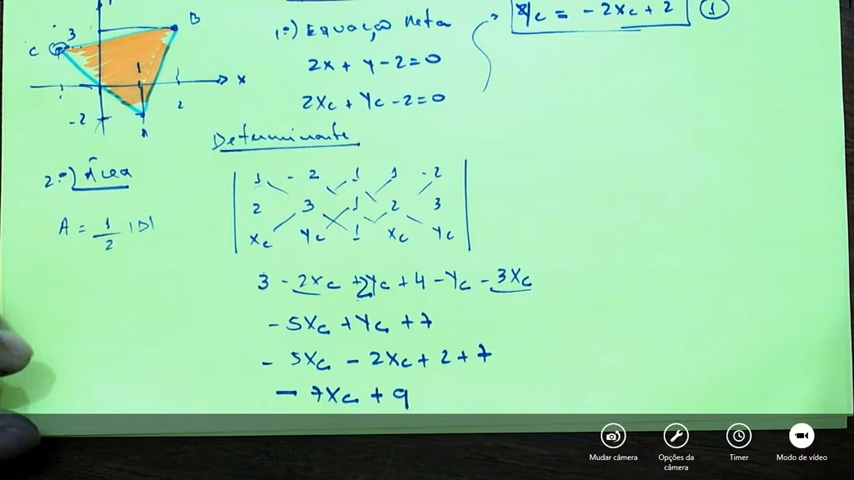 B
C
3
1
x
2
-2
A
1º) Equação Reta
2x + y - 2 = 0
2xc + yc - 2 = 0
yc = - 2xc + 2 1
Determinante
2º) Área
A = 1/2 |D|
1 - 2 1 1 - 2
2 3 1 2 3
xc yc 1 xc yc
3 - 2xc + 2yc + 4 - yc - 3xc
- 5xc + yc + 7
- 5xc - 2xc + 2 + 7
- 7xc + 9
Mudar câmera
Opções da câmera
Timer
Modo de vídeo